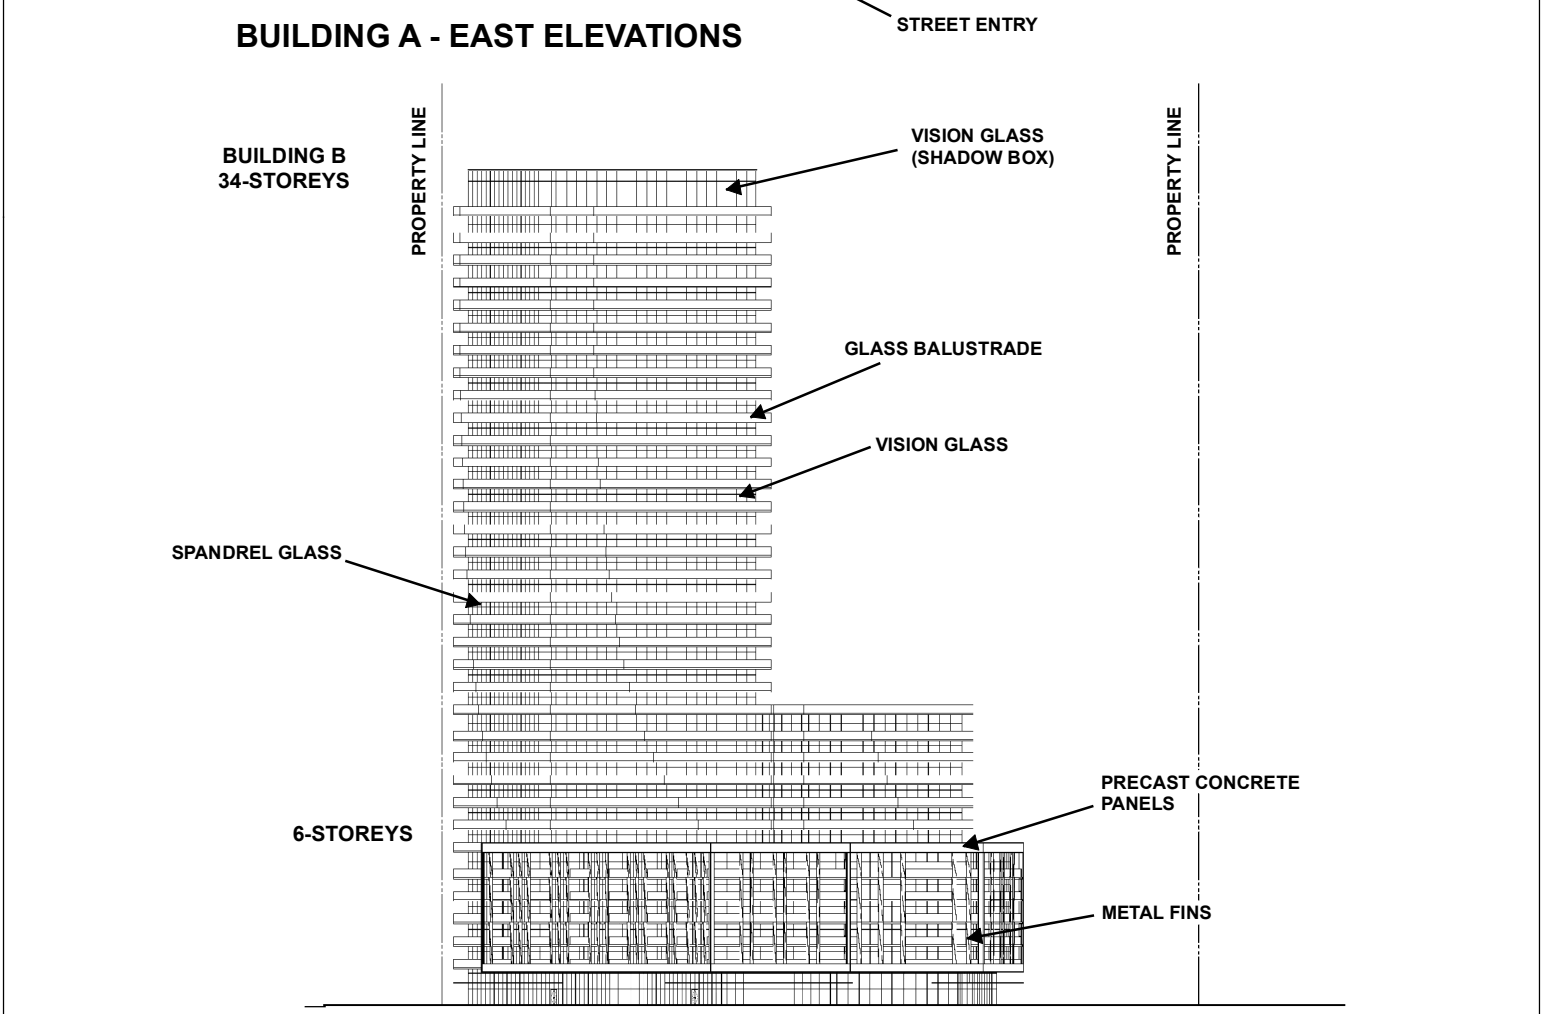 STREET ENTRY
BUILDING A - EAST ELEVATIONS
PROPERTY LINE
PROPERTY LINE
VISION GLASS
(SHADOW BOX)
BUILDING B
34-STOREYS
GLASS BALUSTRADE
VISION GLASS
SPANDREL GLASS
PRECAST CONCRETE
PANELS
6-STOREYS
METAL FINS